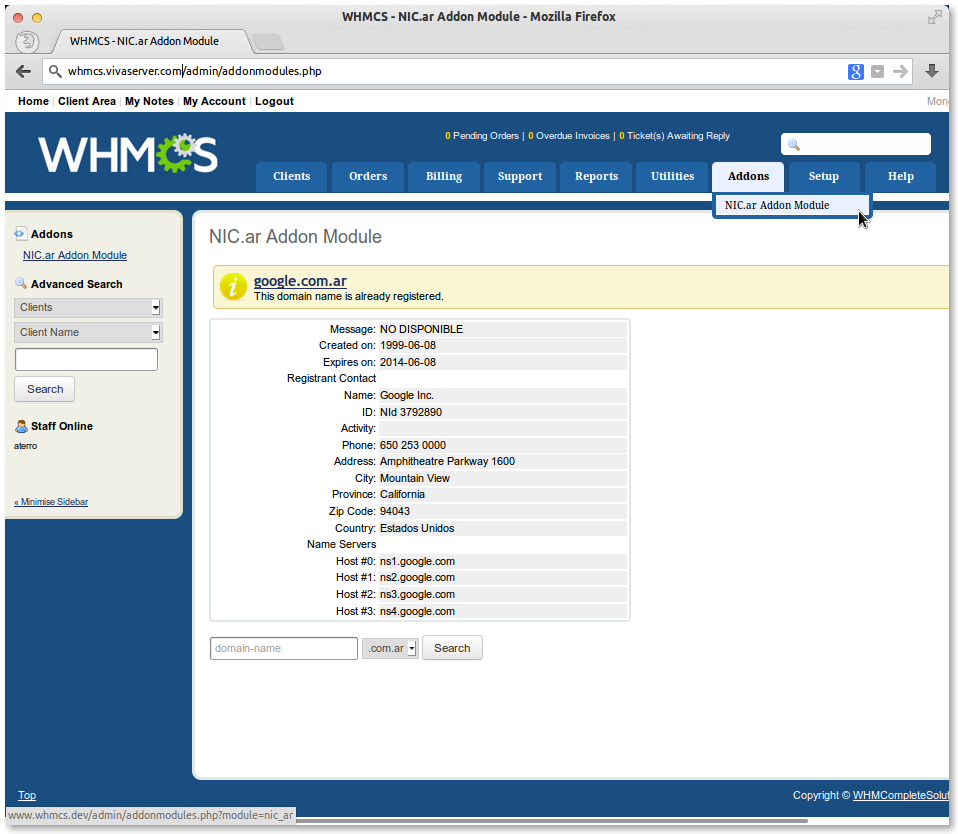 WHMCS - NIC.ar Addon Module - Mozilla Firefox
WHMCS - NIC.ar Addon Module
whmcs.vivaserver.com/admin/addonmodules.php
Home | Client Area | My Notes | My Account | Logout
Mon
WHMCS
0 Pending Orders | 0 Overdue Invoices | 0 Ticket(s) Awaiting Reply
Clients Orders Billing Support Reports Utilities Addons Setup Help
NIC.ar Addon Module
Addons
NIC.ar Addon Module
Advanced Search
Clients
Client Name
Search
Staff Online
aterro
« Minimise Sidebar
NIC.ar Addon Module
google.com.ar
This domain name is already registered.
Message: NO DISPONIBLE
Created on: 1999-06-08
Expires on: 2014-06-08
Registrant Contact
Name: Google Inc.
ID: NId 3792890
Activity:
Phone: 650 253 0000
Address: Amphitheatre Parkway 1600
City: Mountain View
Province: California
Zip Code: 94043
Country: Estados Unidos
Name Servers
Host #0: ns1.google.com
Host #1: ns2.google.com
Host #2: ns3.google.com
Host #3: ns4.google.com
domain-name .com.ar Search
Top
Copyright © WHMCompleteSolut
www.whmcs.dev/admin/addonmodules.php?module=nic_ar